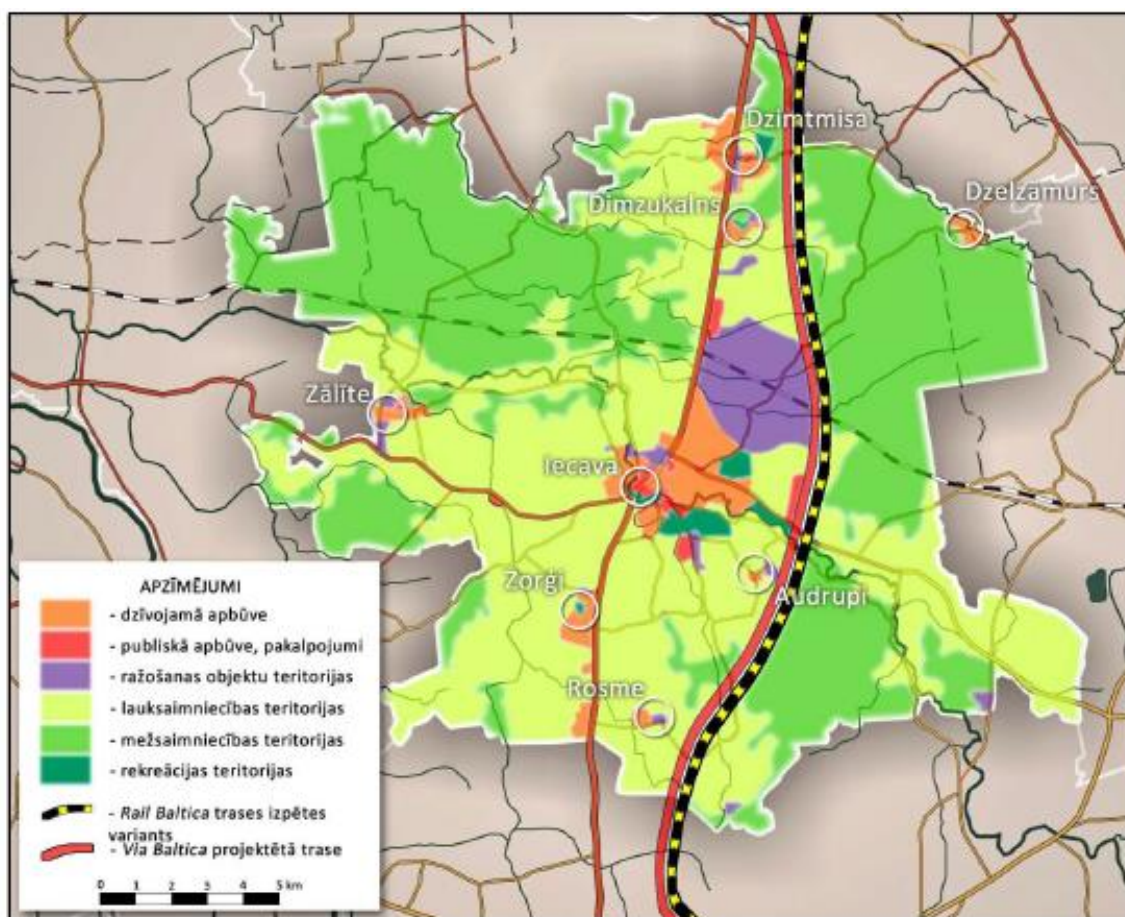 Dzimtmisa
Dzelzāmurs
Dimzukalns
Zālīte
Iecava
Zorģi
Audrupi
Rosme
APZĪMĒJUMI
- dzīvojamā apbūve
- publiskā apbūve, pakalpojumi
- ražošanas objektu teritorijas
- lauksaimniecības teritorijas
- mežsaimniecības teritorijas
- rekreācijas teritorijas
- Rail Baltica trases izpētes
variants
- Via Baltica projektētā trase
0 1 2 3 4 5 km